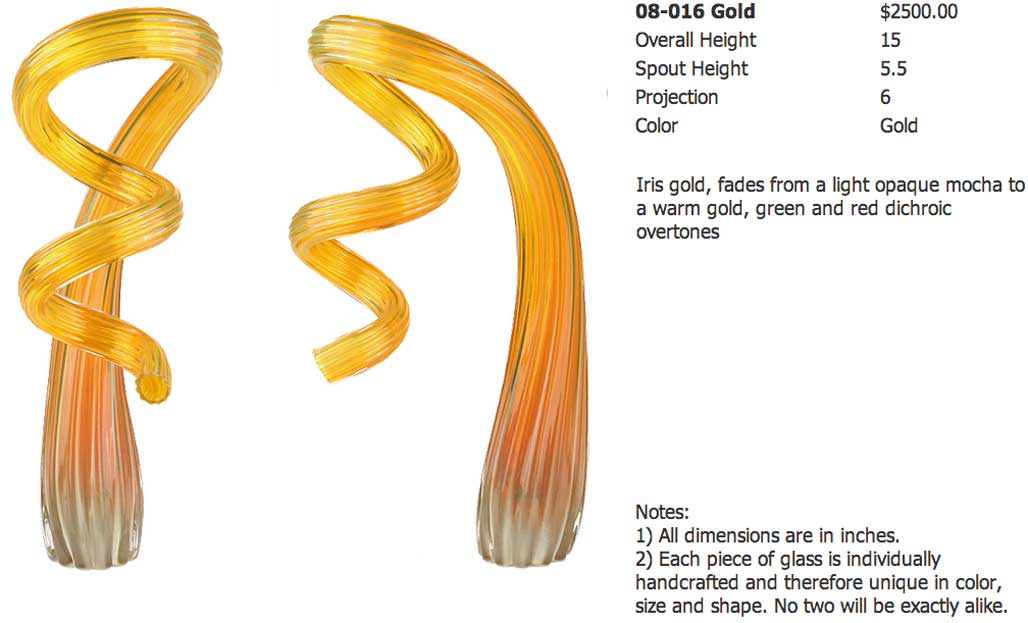 08-016 Gold $2500.00
Overall Height 15
Spout Height 5.5
Projection 6
Color Gold
Iris gold, fades from a light opaque mocha to
a warm gold, green and red dichroic
overtones
Notes:
1) All dimensions are in inches.
2) Each piece of glass is individually
handcrafted and therefore unique in color,
size and shape. No two will be exactly alike.